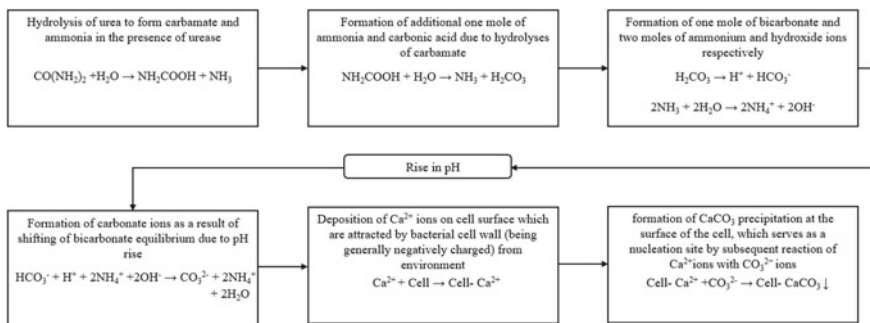 Hydrolysis of urea to form carbamate and
ammonia in the presence of urease
CO(NH₂)₂ +H₂O → NH₂COOH + NH₃
Formation of additional one mole of
ammonia and carbonic acid due to hydrolyses
of carbamate
NH₂COOH + H₂O → NH₃ + H₂CO₃
Formation of one mole of bicarbonate and
two moles of ammonium and hydroxide ions
respectively
H₂CO₃ → H⁺ + HCO₃⁻
2NH₃ + 2H₂O → 2NH₄⁺ + 2OH⁻
Rise in pH
Formation of carbonate ions as a result of
shifting of bicarbonate equilibrium due to pH
rise
HCO₃⁻ + H⁺ + 2NH₄⁺ +2OH⁻ → CO₃²⁻ + 2NH₄⁺
+ 2H₂O
Deposition of Ca²⁺ ions on cell surface which
are attracted by bacterial cell wall (being
generally negatively charged) from
environment
Ca²⁺ + Cell → Cell- Ca²⁺
formation of CaCO₃ precipitation at the
surface of the cell, which serves as a
nucleation site by subsequent reaction of
Ca²⁺ions with CO₃²⁻ ions
Cell- Ca²⁺ +CO₃²⁻ → Cell- CaCO₃↓